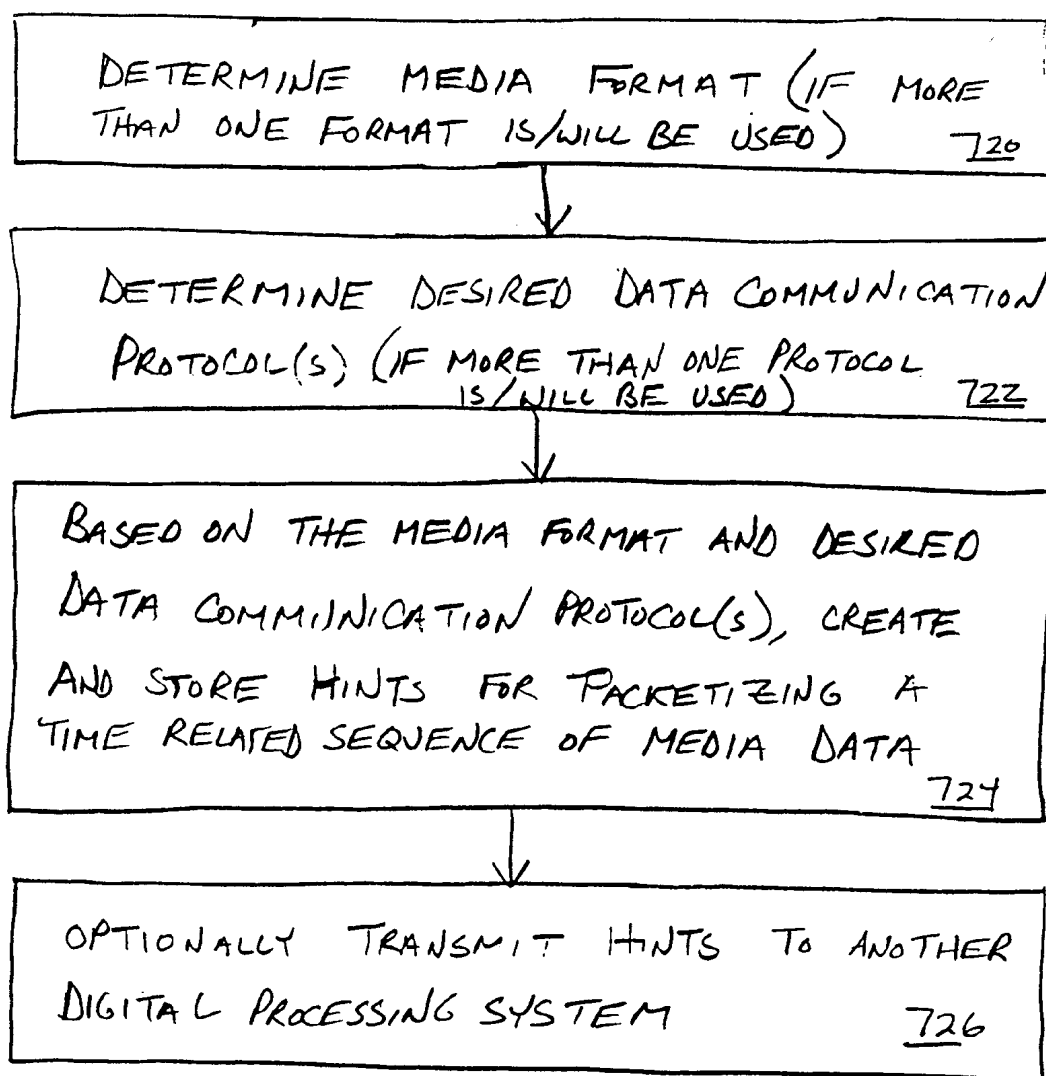 DETERMINE MEDIA FORMAT (IF MORE
THAN ONE FORMAT IS/WILL BE USED)
720
DETERMINE DESIRED DATA COMMUNICATION
PROTOCOL(S) (IF MORE THAN ONE PROTOCOL
IS/WILL BE USED)
722
BASED ON THE MEDIA FORMAT AND DESIRED
DATA COMMUNICATION PROTOCOL(S), CREATE
AND STORE HINTS FOR PACKETIZING A
TIME RELATED SEQUENCE OF MEDIA DATA
724
OPTIONALLY TRANSMIT HINTS TO ANOTHER
DIGITAL PROCESSING SYSTEM
726